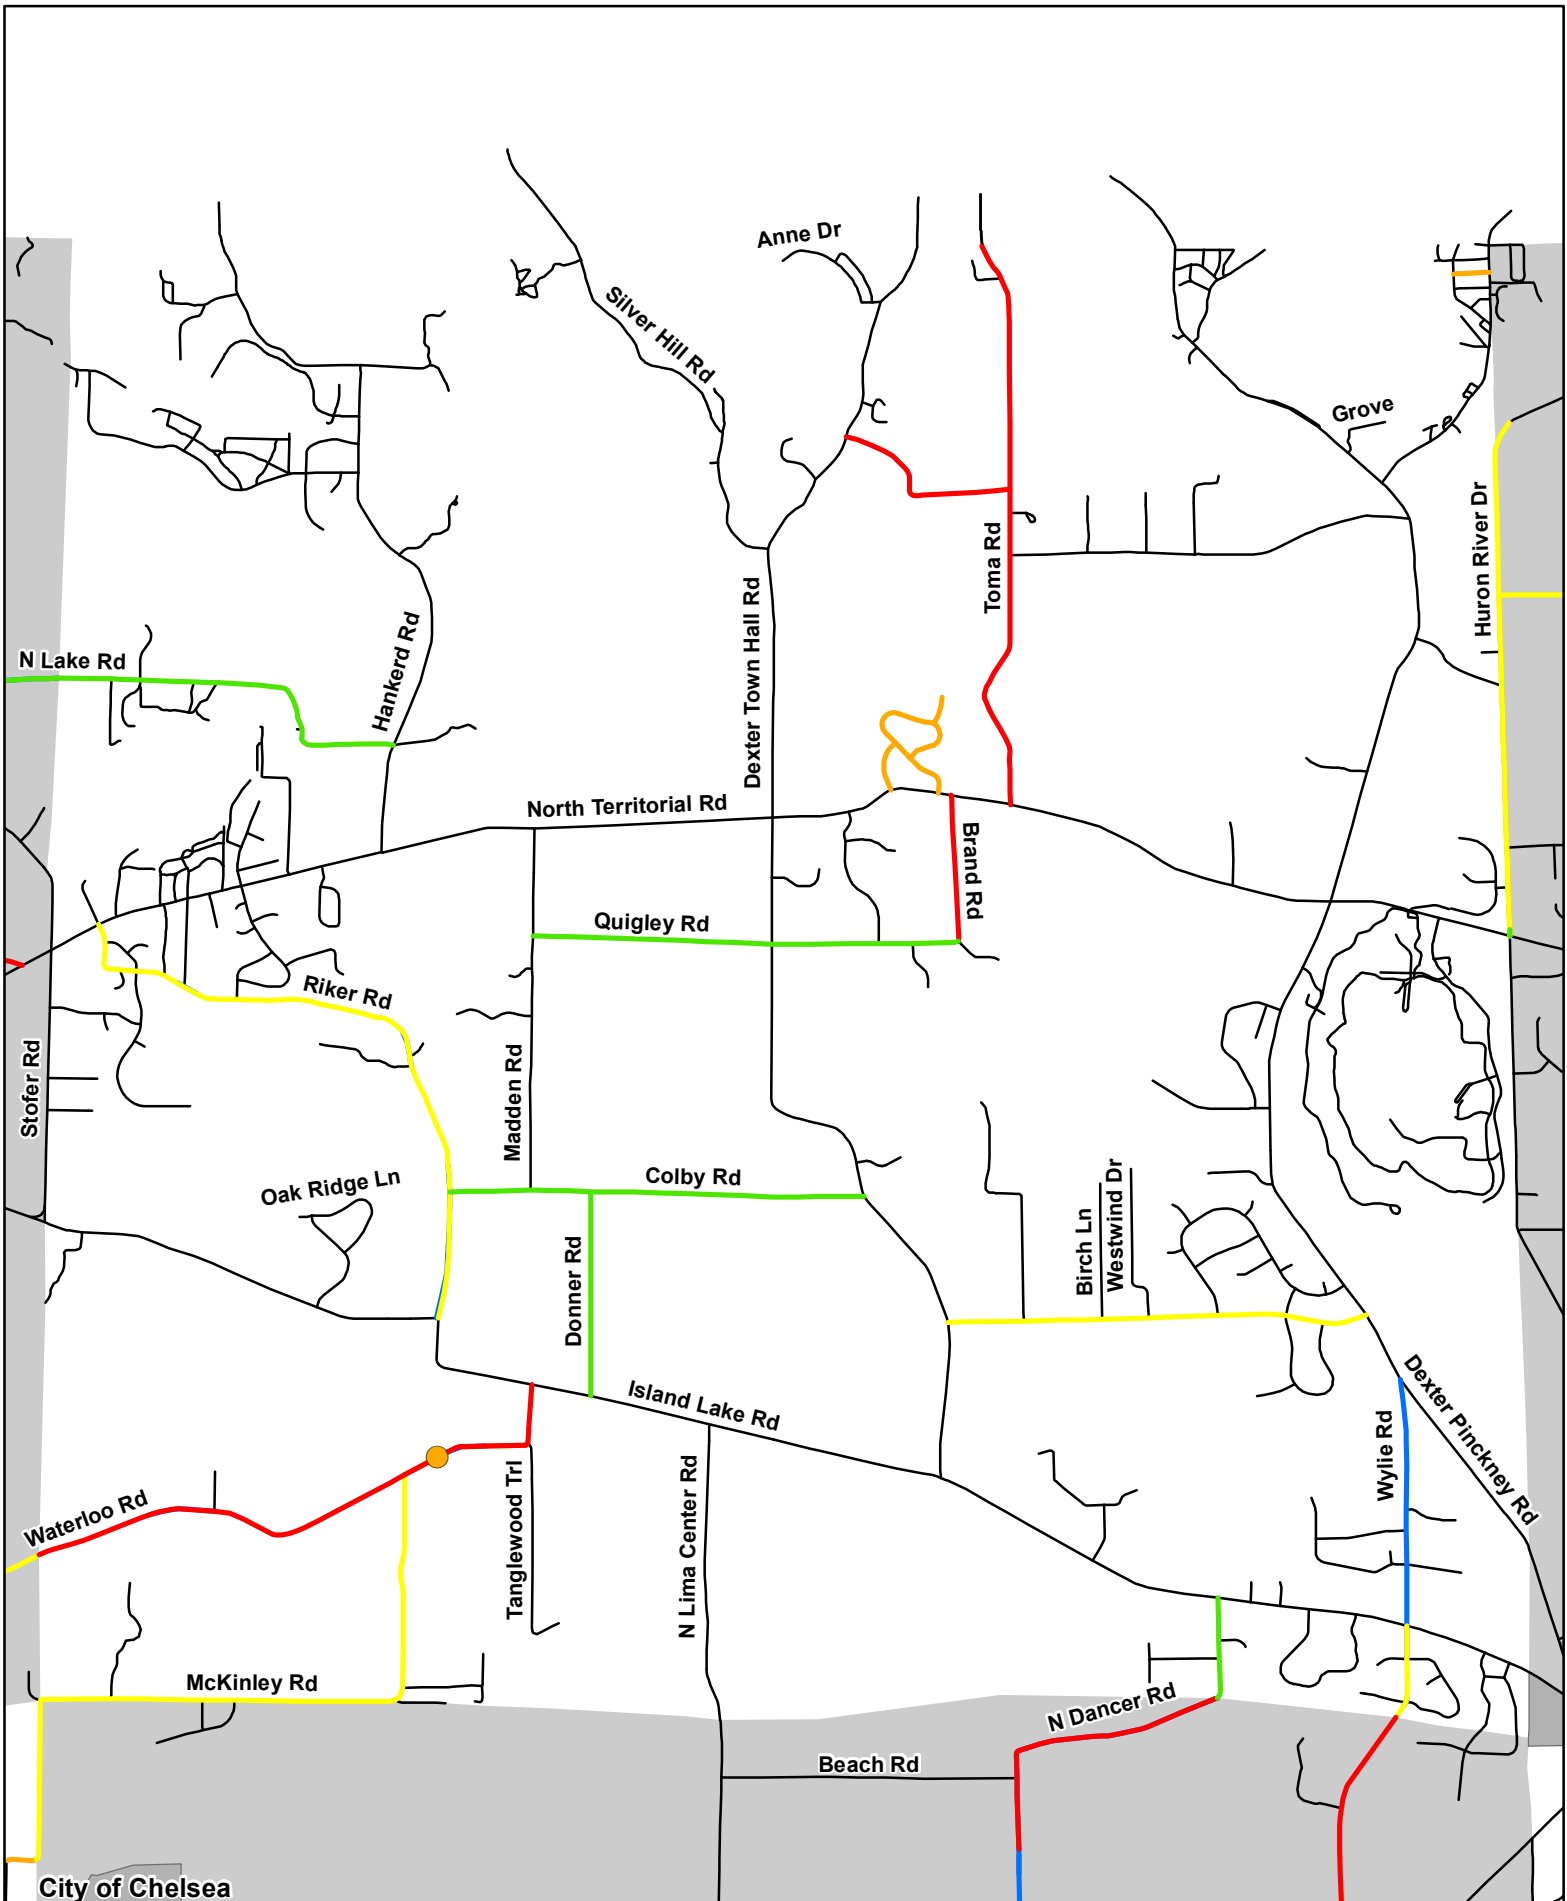 Anne Dr
Silver Hill Rd
Grove
Huron River Dr
Toma Rd
Dexter Town Hall Rd
Hankerd Rd
N Lake Rd
North Territorial Rd
Brand Rd
Quigley Rd
Riker Rd
Stofer Rd
Madden Rd
Oak Ridge Ln
Colby Rd
Birch Ln
Westwind Dr
Donner Rd
Island Lake Rd
Dexter Pinckney Rd
Wylie Rd
N Lima Center Rd
Tanglewood Trl
Waterloo Rd
McKinley Rd
N Dancer Rd
Beach Rd
City of Chelsea